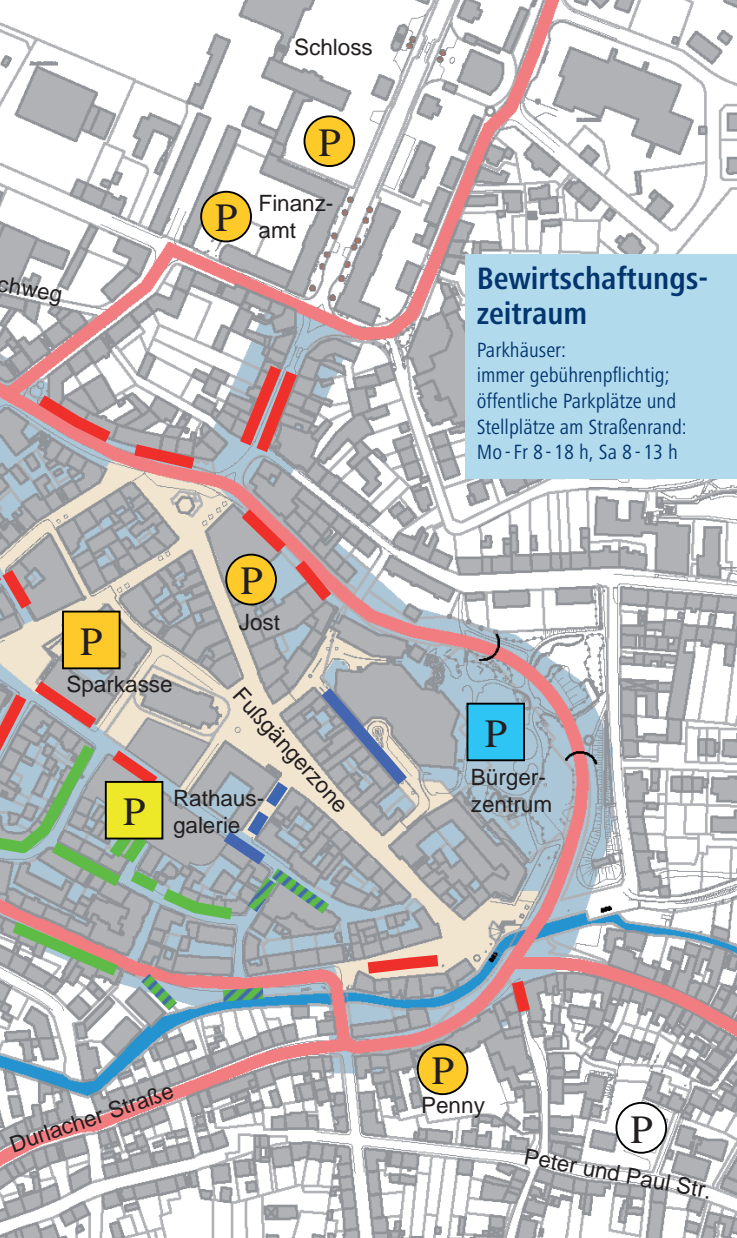 Schloss
P
P
Finanz-
amt
chweg
Bewirtschaftungs-
zeitraum
Parkhäuser:
immer gebührenpflichtig;
öffentliche Parkplätze und
Stellplätze am Straßenrand:
Mo - Fr 8 - 18 h, Sa 8 - 13 h
P
Jost
P
Sparkasse
Fußgängerzone
P
Bürger-
zentrum
P
Rathaus-
galerie
P
Penny
Durlacher Straße
P
Peter und Paul Str.